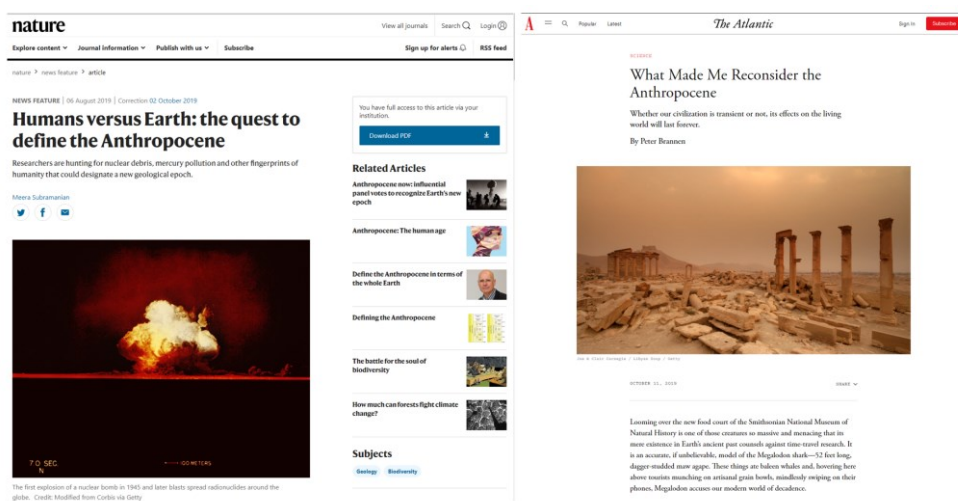 nature
View all journals
Search
Login
Explore content
Journal information
Publish with us
Subscribe
Sign up for alerts
RSS feed
nature > news feature > article
NEWS FEATURE | 06 August 2019 | Correction 02 October 2019
Humans versus Earth: the quest to
define the Anthropocene
Researchers are hunting for nuclear debris, mercury pollution and other fingerprints of
humanity that could designate a new geological epoch.
Meera Subramanian
7.0 SEC
N
100 METERS
The first explosion of a nuclear bomb in 1945 and later blasts spread radionuclides around the
globe. Credit: Modified from Corbis via Getty
You have full access to this article via your
institution.
Download PDF
Related Articles
Anthropocene now: influential
panel votes to recognize Earth's new
epoch
Anthropocene: The human age
Define the Anthropocene in terms of
the whole Earth
Defining the Anthropocene
The battle for the soul of
biodiversity
How much can forests fight climate
change?
Subjects
Geology
Biodiversity
A
Popular
Latest
The Atlantic
Sign In
Subscribe
SCIENCE
What Made Me Reconsider the
Anthropocene
Whether our civilization is transient or not, its effects on the living
world will last forever.
By Peter Brannen
/ Getty
OCTOBER 11, 2019
SHARE
Looming over the new food court of the Smithsonian National Museum of
Natural History is one of those creatures so massive and menacing that its
mere existence in Earth's ancient past counsels against time-travel research. It
is an accurate, if unbelievable, model of the Megalodon shark—52 feet long,
dagger-studded maw agape. These things ate baleen whales and, hovering here
above tourists munching on artisanal grain bowls, mindlessly swiping on their
phones, Megalodon accuses our modern world of decadence.